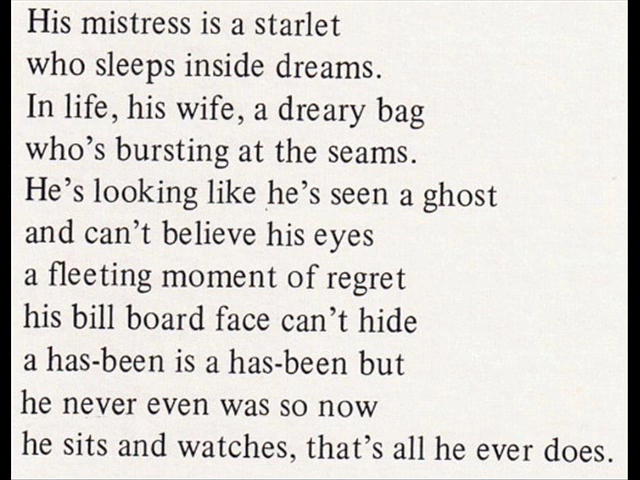 His mistress is a starlet
who sleeps inside dreams.
In life, his wife, a dreary bag
who's bursting at the seams.
He's looking like he's seen a ghost
and can't believe his eyes
a fleeting moment of regret
his bill board face can't hide
a has-been is a has-been but
he never even was so now
he sits and watches, that's all he ever does.